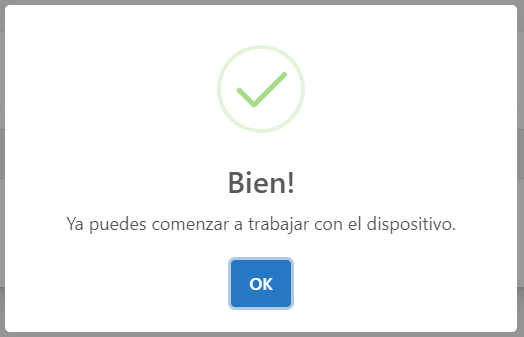 Bien!
Ya puedes comenzar a trabajar con el dispositivo.
OK